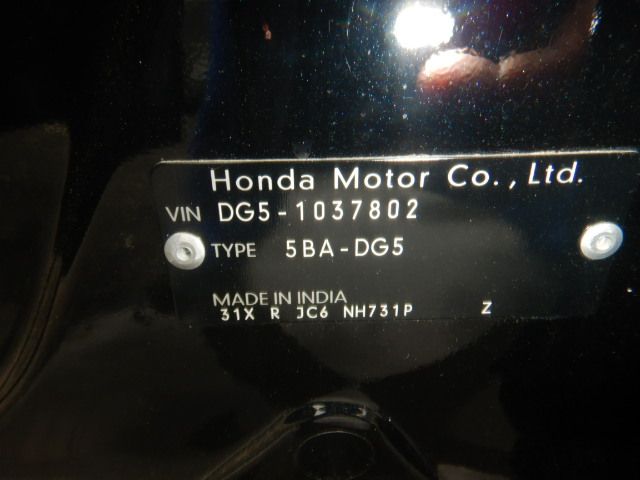 Honda Motor Co., Ltd.
VIN DG5-1037802
TYPE 5BA-DG5
MADE IN INDIA
31X R JC6 NH731P Z